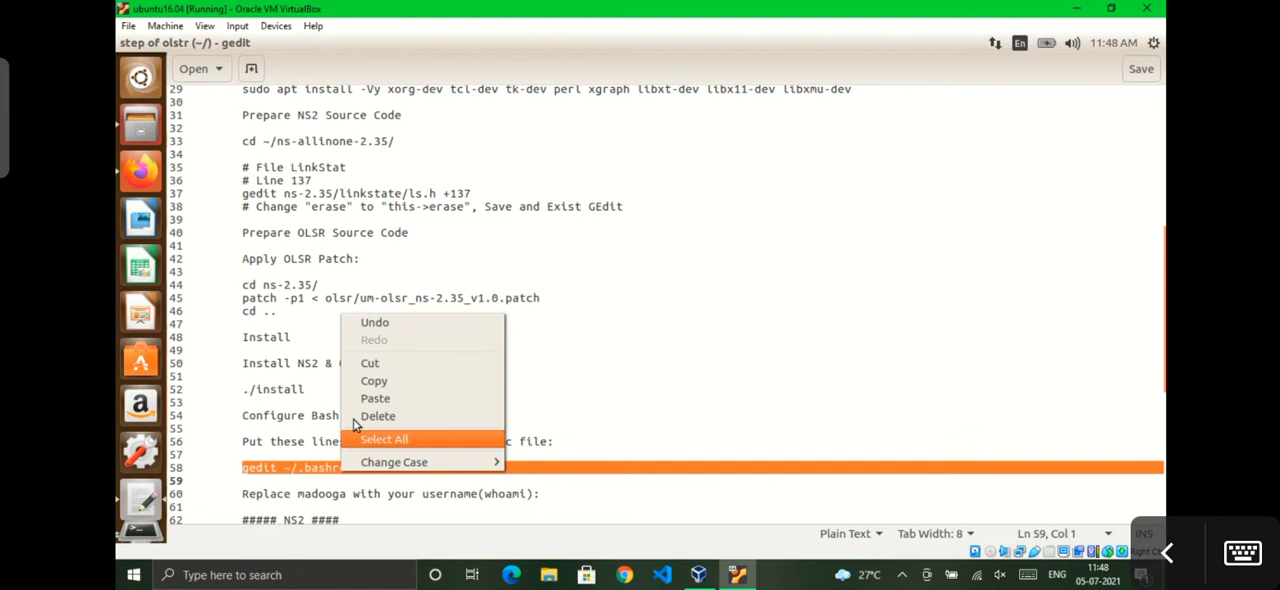 ubuntu16.04 [Running] - Oracle VM VirtualBox
File Machine View Input Devices Help
step of olstr (~/) - gedit
En 11:48 AM
Open Save
29 sudo apt install -Vy xorg-dev tcl-dev tk-dev perl xgraph libxt-dev libx11-dev libxmu-dev
30
31 Prepare NS2 Source Code
32
33 cd ~/ns-allinone-2.35/
34
35 # File LinkStat
36 # Line 137
37 gedit ns-2.35/linkstate/ls.h +137
38 # Change "erase" to "this->erase", Save and Exist GEdit
39
40 Prepare OLSR Source Code
41
42 Apply OLSR Patch:
43
44 cd ns-2.35/
45 patch -p1 < olsr/um-olsr_ns-2.35_v1.0.patch
46 cd ..
47
48 Install
49
50 Install NS2 &
51
52 ./install
53
54 Configure Bash
55
56 Put these line c file:
57
58 gedit ~/.bashr
59
60 Replace madooga with your username(whoami):
61
62 ##### NS2 ####
Undo
Redo
Cut
Copy
Paste
Delete
Select All
Change Case
Plain Text Tab Width: 8 Ln 59, Col 1 INS
Right Ct
Type here to search
27°C ENG 11:48
05-07-2021